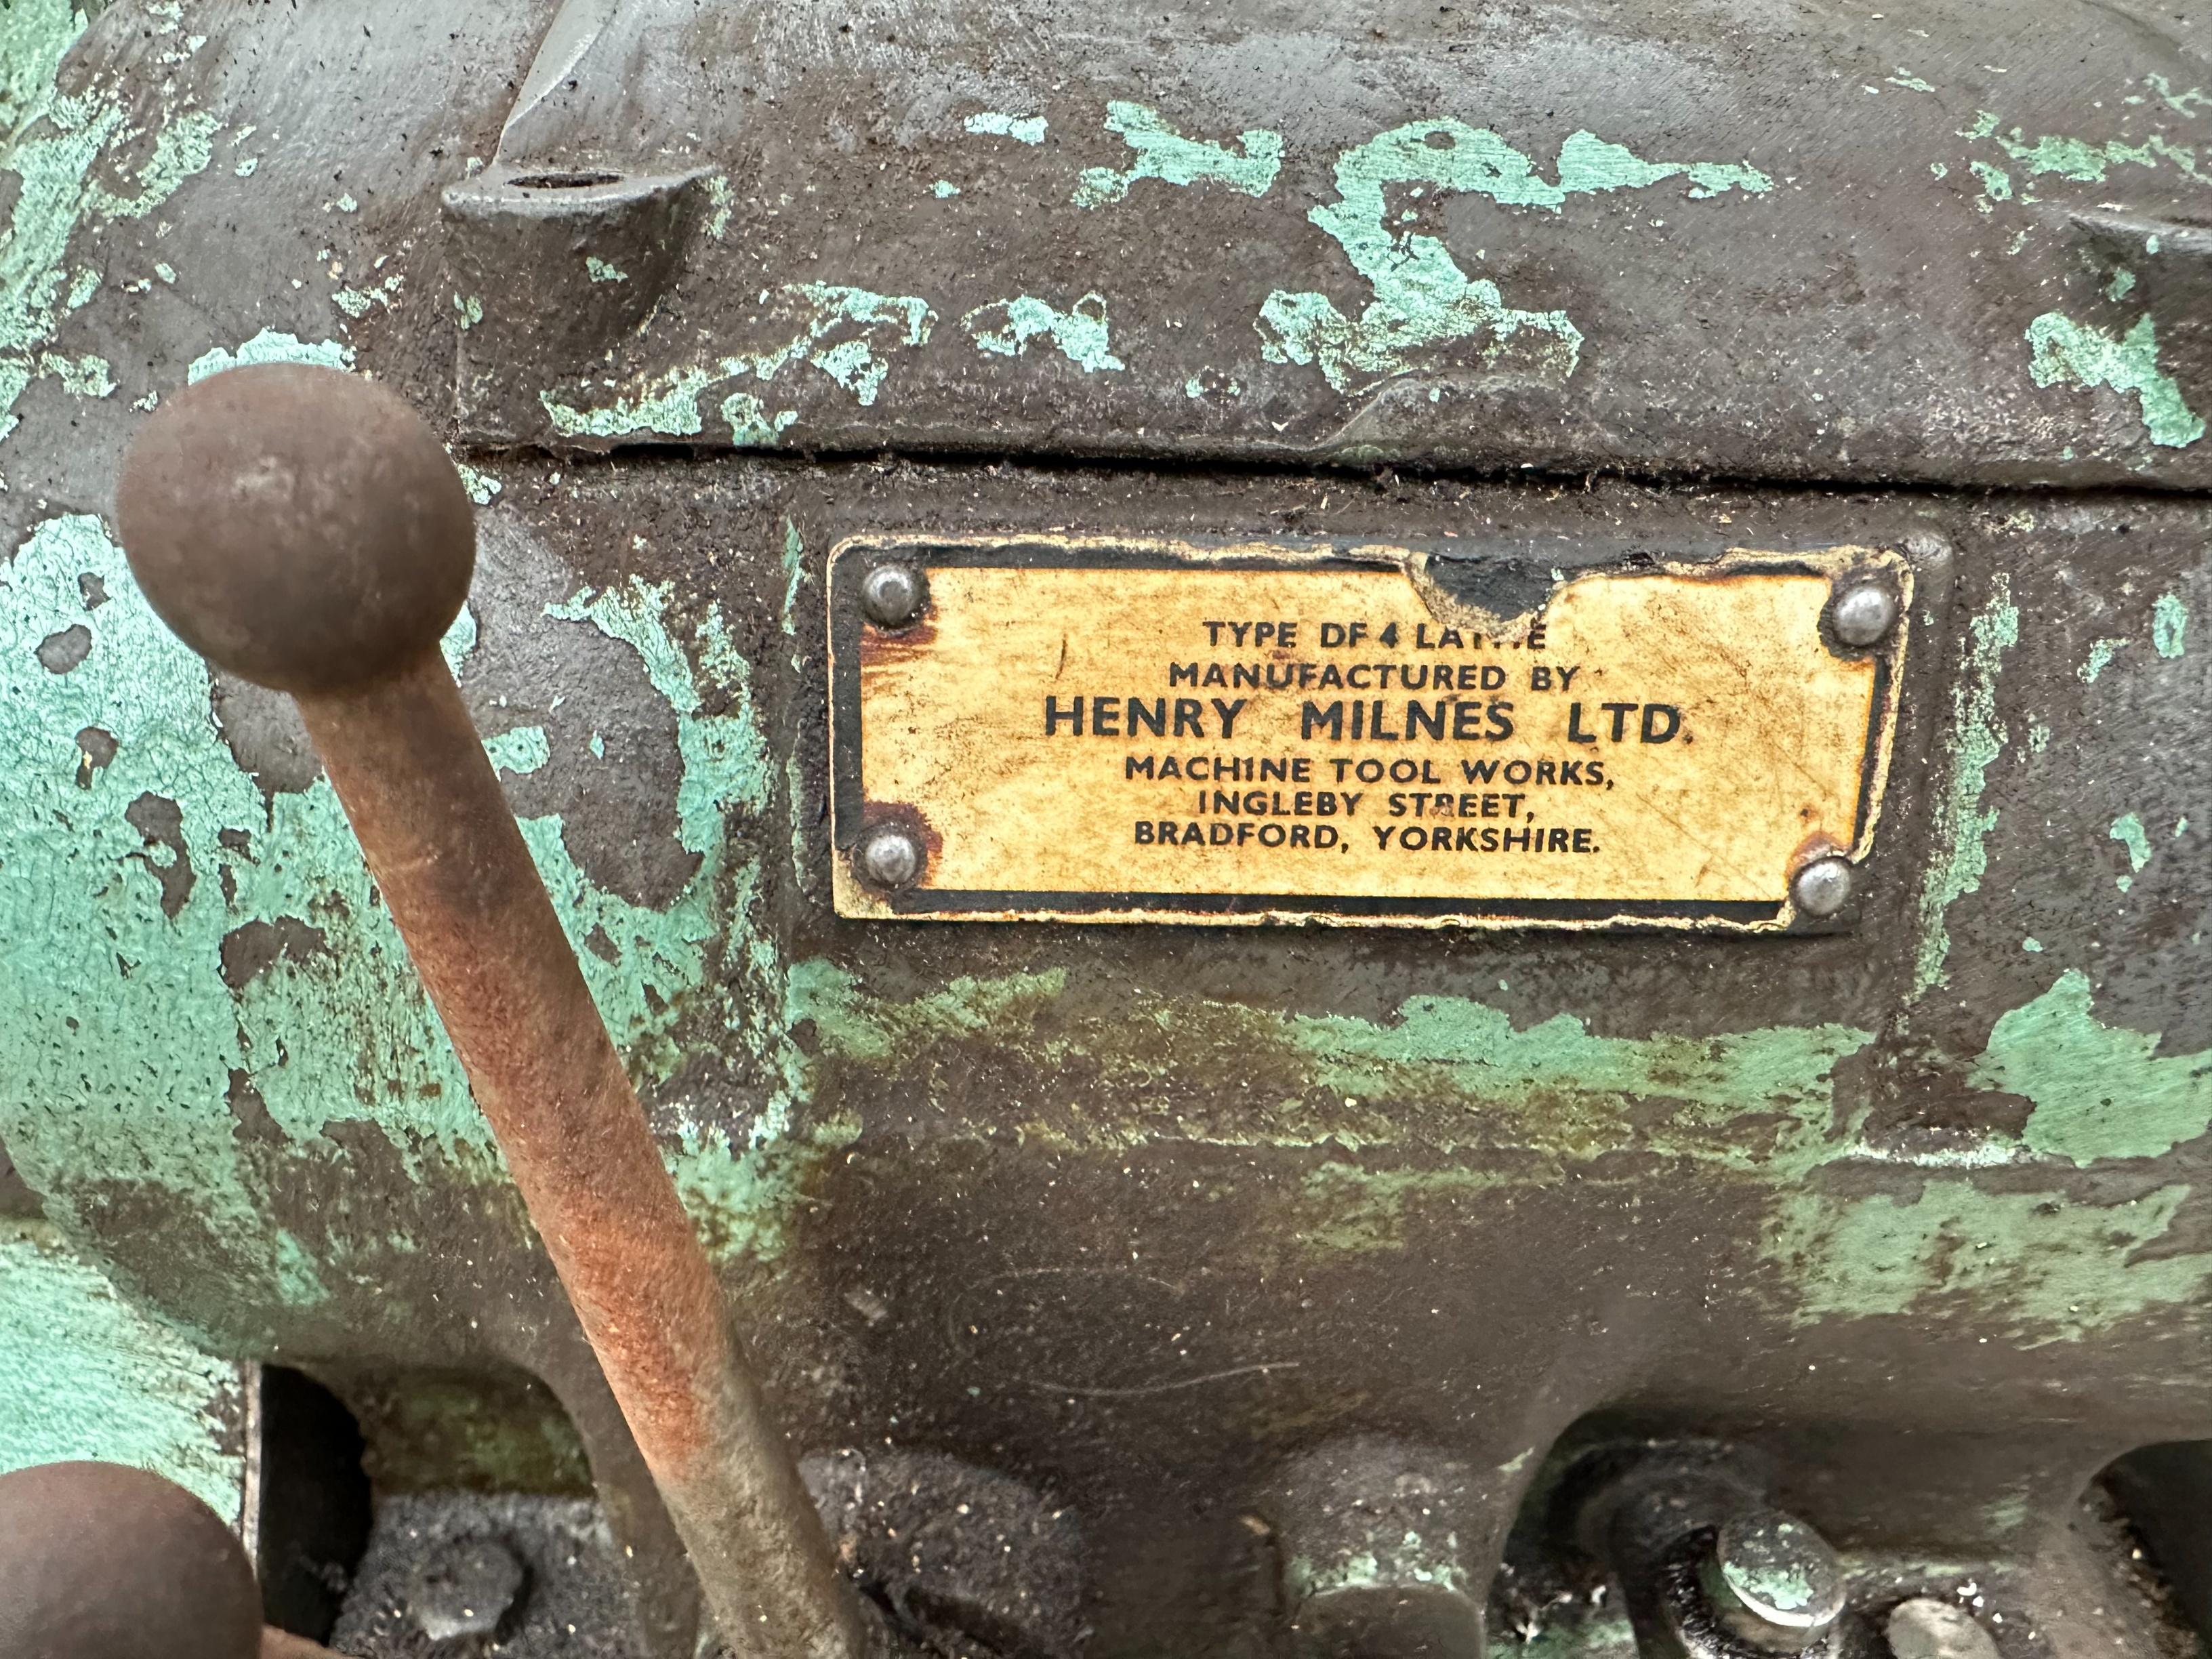 TYPE DF 4 LATHE
MANUFACTURED BY
HENRY MILNES LTD.
MACHINE TOOL WORKS,
INGLEBY STREET,
BRADFORD, YORKSHIRE.